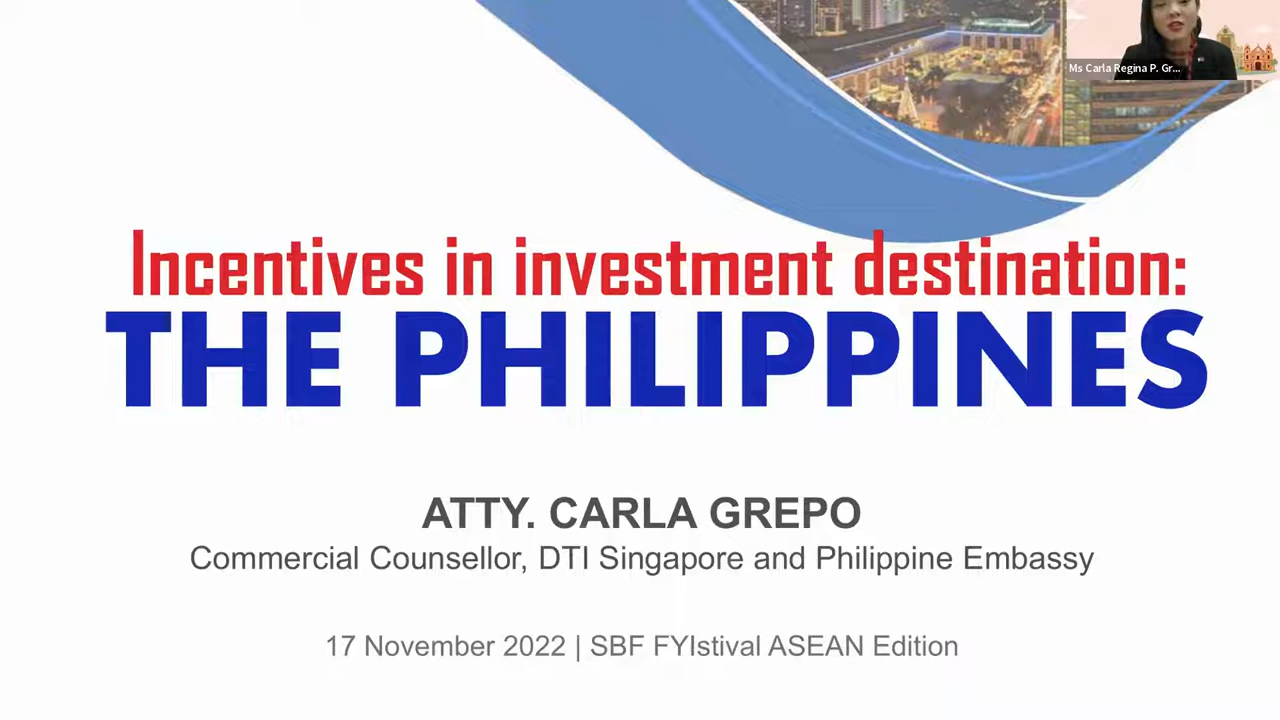 Ms Carla Regina P. Gr...
Incentives in investment destination:
THE PHILIPPINES
ATTY. CARLA GREPO
Commercial Counsellor, DTI Singapore and Philippine Embassy
17 November 2022 | SBF FYIstival ASEAN Edition